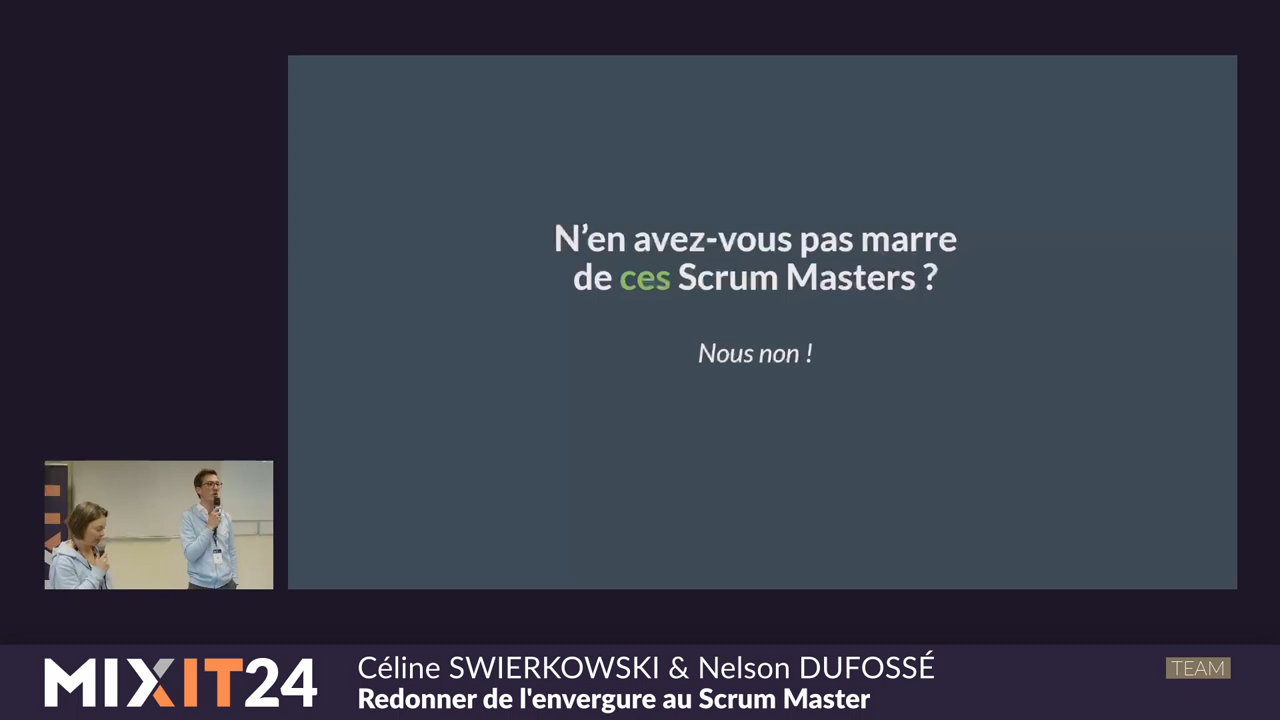 N’en avez-vous pas marre
de ces Scrum Masters ?
Nous non !
MIXIT24
Céline SWIERKOWSKI & Nelson DUFOSSÉ
Redonner de l'envergure au Scrum Master
TEAM